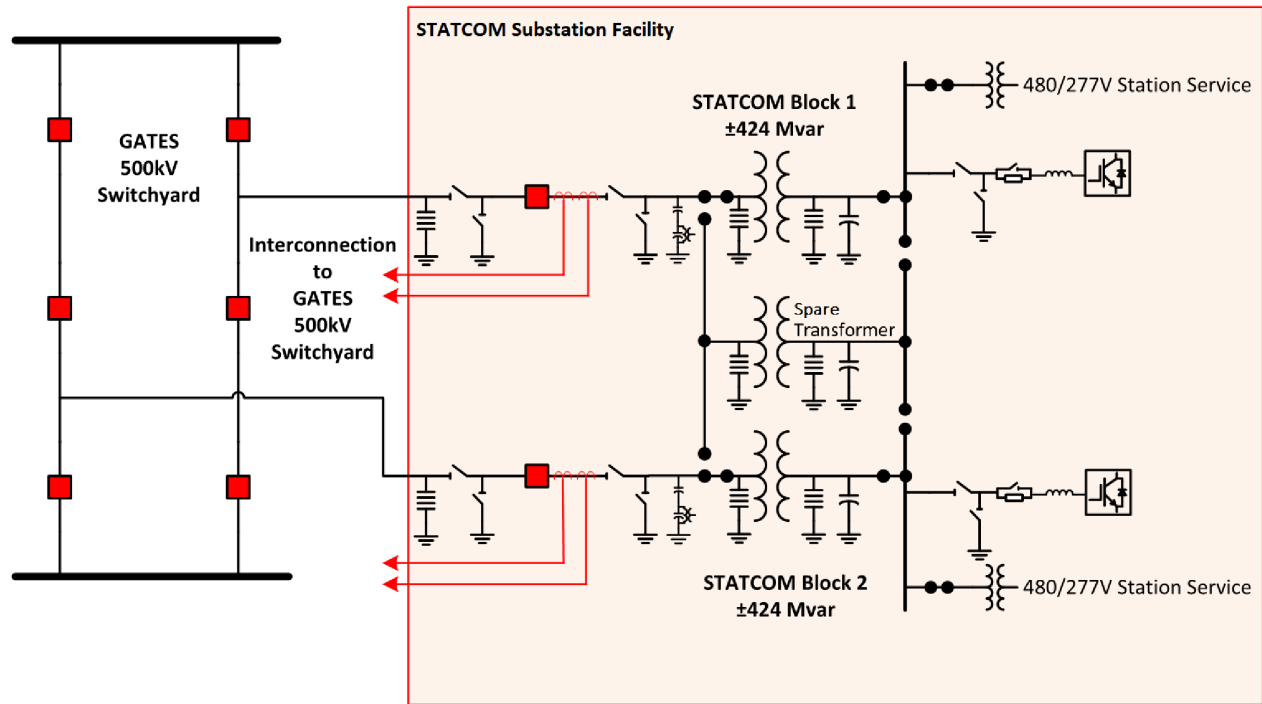 STATCOM Substation Facility
GATES
500kV
Switchyard
Interconnection
to
GATES
500kV
Switchyard
STATCOM Block 1
±424 Mvar
480/277V Station Service
Spare
Transformer
STATCOM Block 2
±424 Mvar
480/277V Station Service